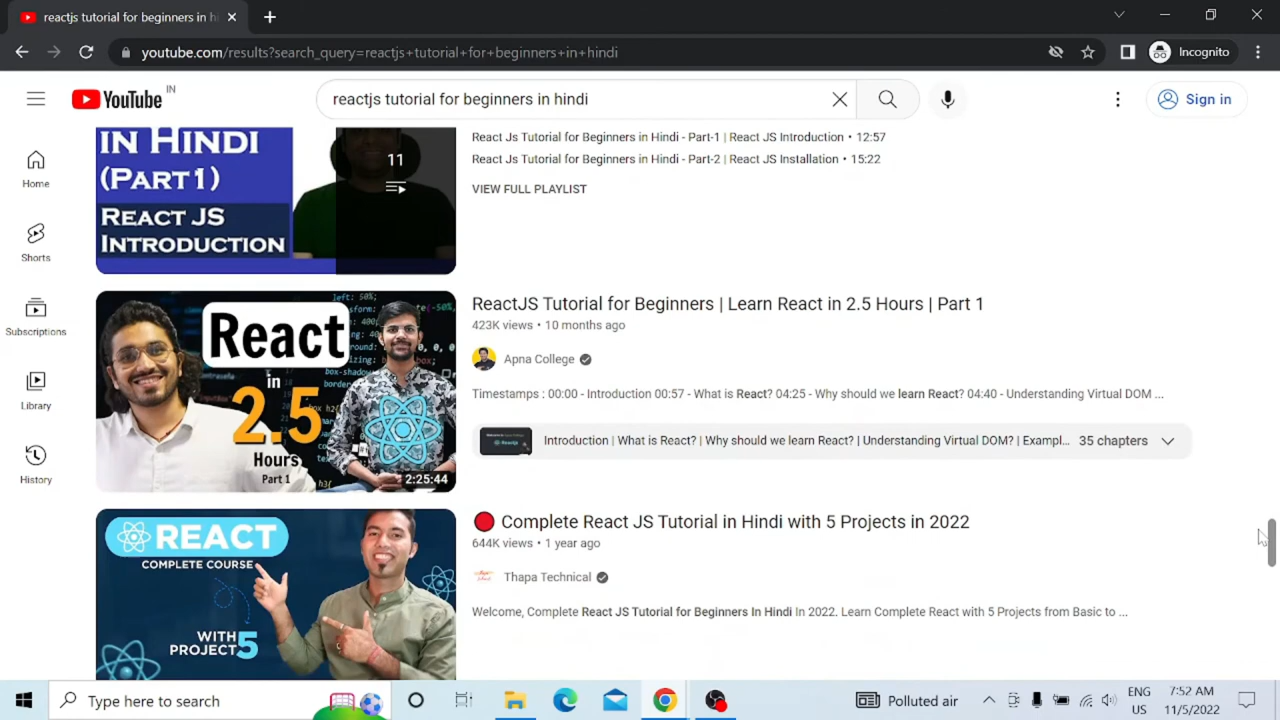 reactjs tutorial for beginners in hi
youtube.com/results?search_query=reactjs+tutorial+for+beginners+in+hindi
Incognito
YouTube IN
reactjs tutorial for beginners in hindi
Sign in
Home
Shorts
Subscriptions
Library
History
IN HINDI
(PART1)
REACT JS
INTRODUCTION
11
React Js Tutorial for Beginners in Hindi - Part-1 | React JS Introduction • 12:57
React Js Tutorial for Beginners in Hindi - Part-2 | React JS Installation • 15:22
VIEW FULL PLAYLIST
React
in
2.5
Hours
Part 1
2:25:44
ReactJS Tutorial for Beginners | Learn React in 2.5 Hours | Part 1
423K views • 10 months ago
Apna College
Timestamps : 00:00 - Introduction 00:57 - What is React? 04:25 - Why should we learn React? 04:40 - Understanding Virtual DOM ...
Introduction | What is React? | Why should we learn React? | Understanding Virtual DOM? | Exampl... 35 chapters
REACT
COMPLETE COURSE
WITH
PROJECT 5
Complete React JS Tutorial in Hindi with 5 Projects in 2022
644K views • 1 year ago
Thapa Technical
Welcome, Complete React JS Tutorial for Beginners In Hindi In 2022. Learn Complete React with 5 Projects from Basic to ...
Type here to search
Polluted air
ENG
US
7:52 AM
11/5/2022